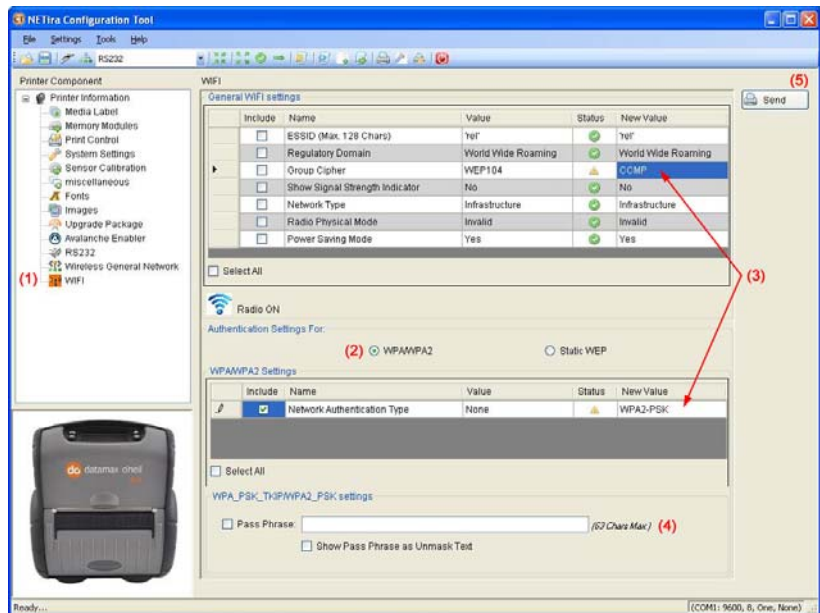 NETira Configuration Tool
File Settings Tools Help
RS232
Printer Component
Printer Information
Media Label
Memory Modules
Print Control
System Settings
Sensor Calibration
miscellaneous
Fonts
Images
Upgrade Package
Avalanche Enabler
RS232
Wireless General Network
(1) WIFI
datamax·oneil
WIFI
General WiFi settings
Include Name Value Status New Value
ESSID (Max. 128 Chars) 'rel' 'rel'
Regulatory Domain World Wide Roaming World Wide Roaming
Group Cipher WEP104 CCMP
Show Signal Strength Indicator No No
Network Type Infrastructure Infrastructure
Radio Physical Mode Invalid Invalid
Power Saving Mode Yes Yes
Select All
(3)
Radio ON
Authentication Settings For:
(2) WPA/WPA2 Static WEP
WPA/WPA2 Settings
Include Name Value Status New Value
Network Authentication Type None WPA2-PSK
Select All
WPA_PSK_TKIP/WPA2_PSK settings
Pass Phrase: (63 Chars Max.) (4)
Show Pass Phrase as Unmask Text
(5)
Send
Ready... (COM1: 9600, 8, One, None)